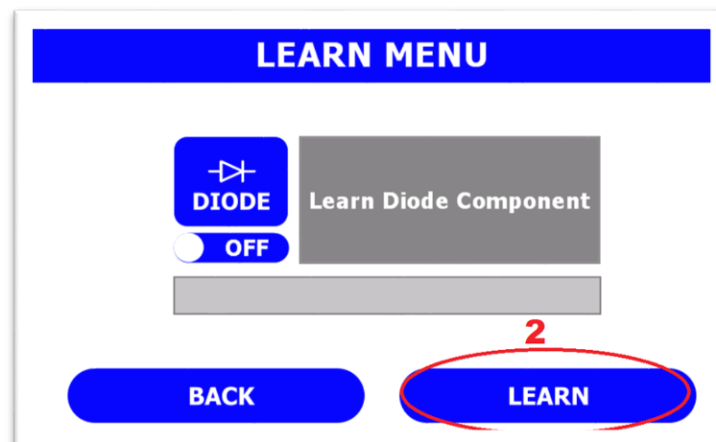 LEARN MENU
DIODE
Learn Diode Component
OFF
2
BACK
LEARN